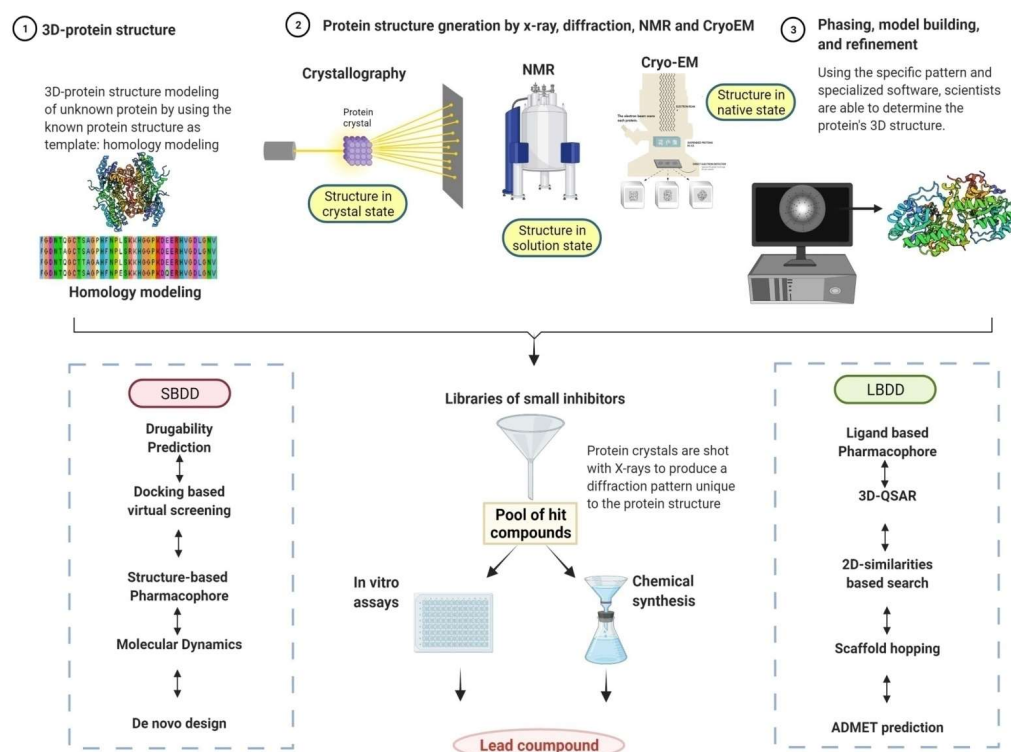 1 3D-protein structure
3D-protein structure modeling
of unknown protein by using the
known protein structure as
template: homology modeling
Homology modeling
2 Protein structure gneration by x-ray, diffraction, NMR and CryoEM
Crystallography
Protein
crystal
Structure in
crystal state
NMR
Structure in
solution state
Cryo-EM
Structure in
native state
3 Phasing, model building,
and refinement
Using the specific pattern and
specialized software, scientists
are able to determine the
protein's 3D structure.
SBDD
Drugability
Prediction
Docking based
virtual screening
Structure-based
Pharmacophore
Molecular Dynamics
De novo design
Libraries of small inhibitors
Protein crystals are shot
with X-rays to produce a
diffraction pattern unique
to the protein structure
Pool of hit
compounds
In vitro
assays
Chemical
synthesis
Lead coumpound
LBDD
Ligand based
Pharmacophore
3D-QSAR
2D-similarities
based search
Scaffold hopping
ADMET prediction